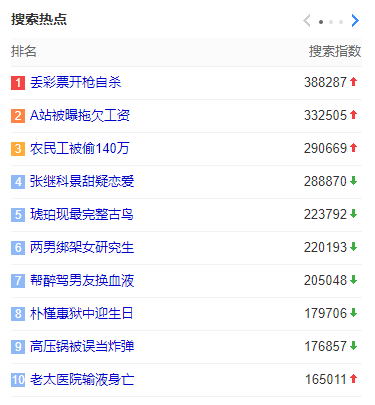 搜索热点
排名 搜索指数
1 丢彩票开枪自杀 388287
2 A站被曝拖欠工资 332505
3 农民工被偷140万 290669
4 张继科景甜疑恋爱 288870
5 琥珀现最完整古鸟 223792
6 两男绑架女研究生 220193
7 帮醉驾男友换血液 205048
8 朴槿惠狱中迎生日 179706
9 高压锅被误当炸弹 176857
10 老太医院输液身亡 165011